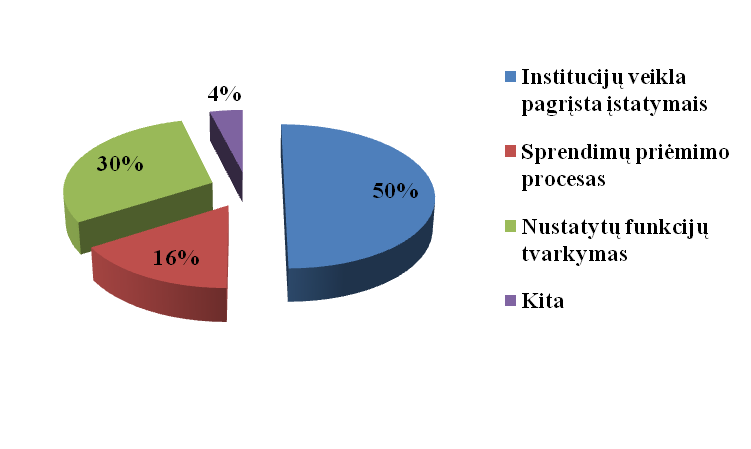 4%
30%
50%
16%
Institucijų veikla
pagrįsta įstatymais
Sprendimų priėmimo
procesas
Nustatytų funkcijų
tvarkymas
Kita